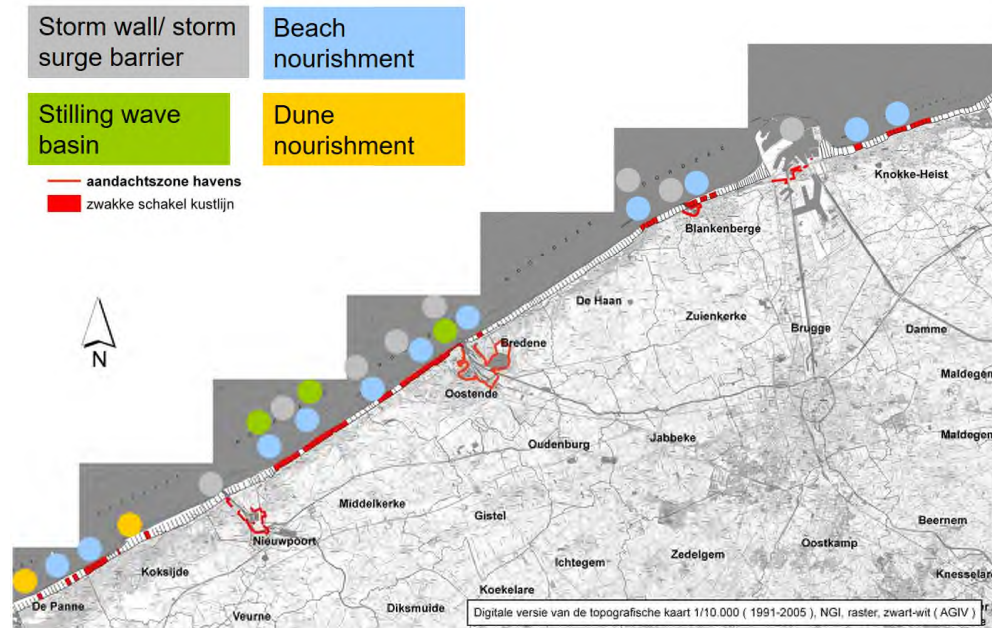 Storm wall/ storm
surge barrier
Beach
nourishment
Stilling wave
basin
Dune
nourishment
aandachtszone havens
zwakke schakel kustlijn
N
Knokke-Heist
Blankenberge
De Haan
Zuienkerke
Brugge
Damme
Bredene
Maldegem
Oostende
Jabbeke
Oudenburg
Maldegem
Middelkerke
Gistel
Beernem
Nieuwpoort
Oostkamp
Zedelgem
Ichtegem
Koksijde
Knesselare
Koekelare
De Panne
Diksmuide
Veurne
Digitale versie van de topografische kaart 1/10.000 ( 1991-2005 ), NGI, raster, zwart-wit ( AGIV )